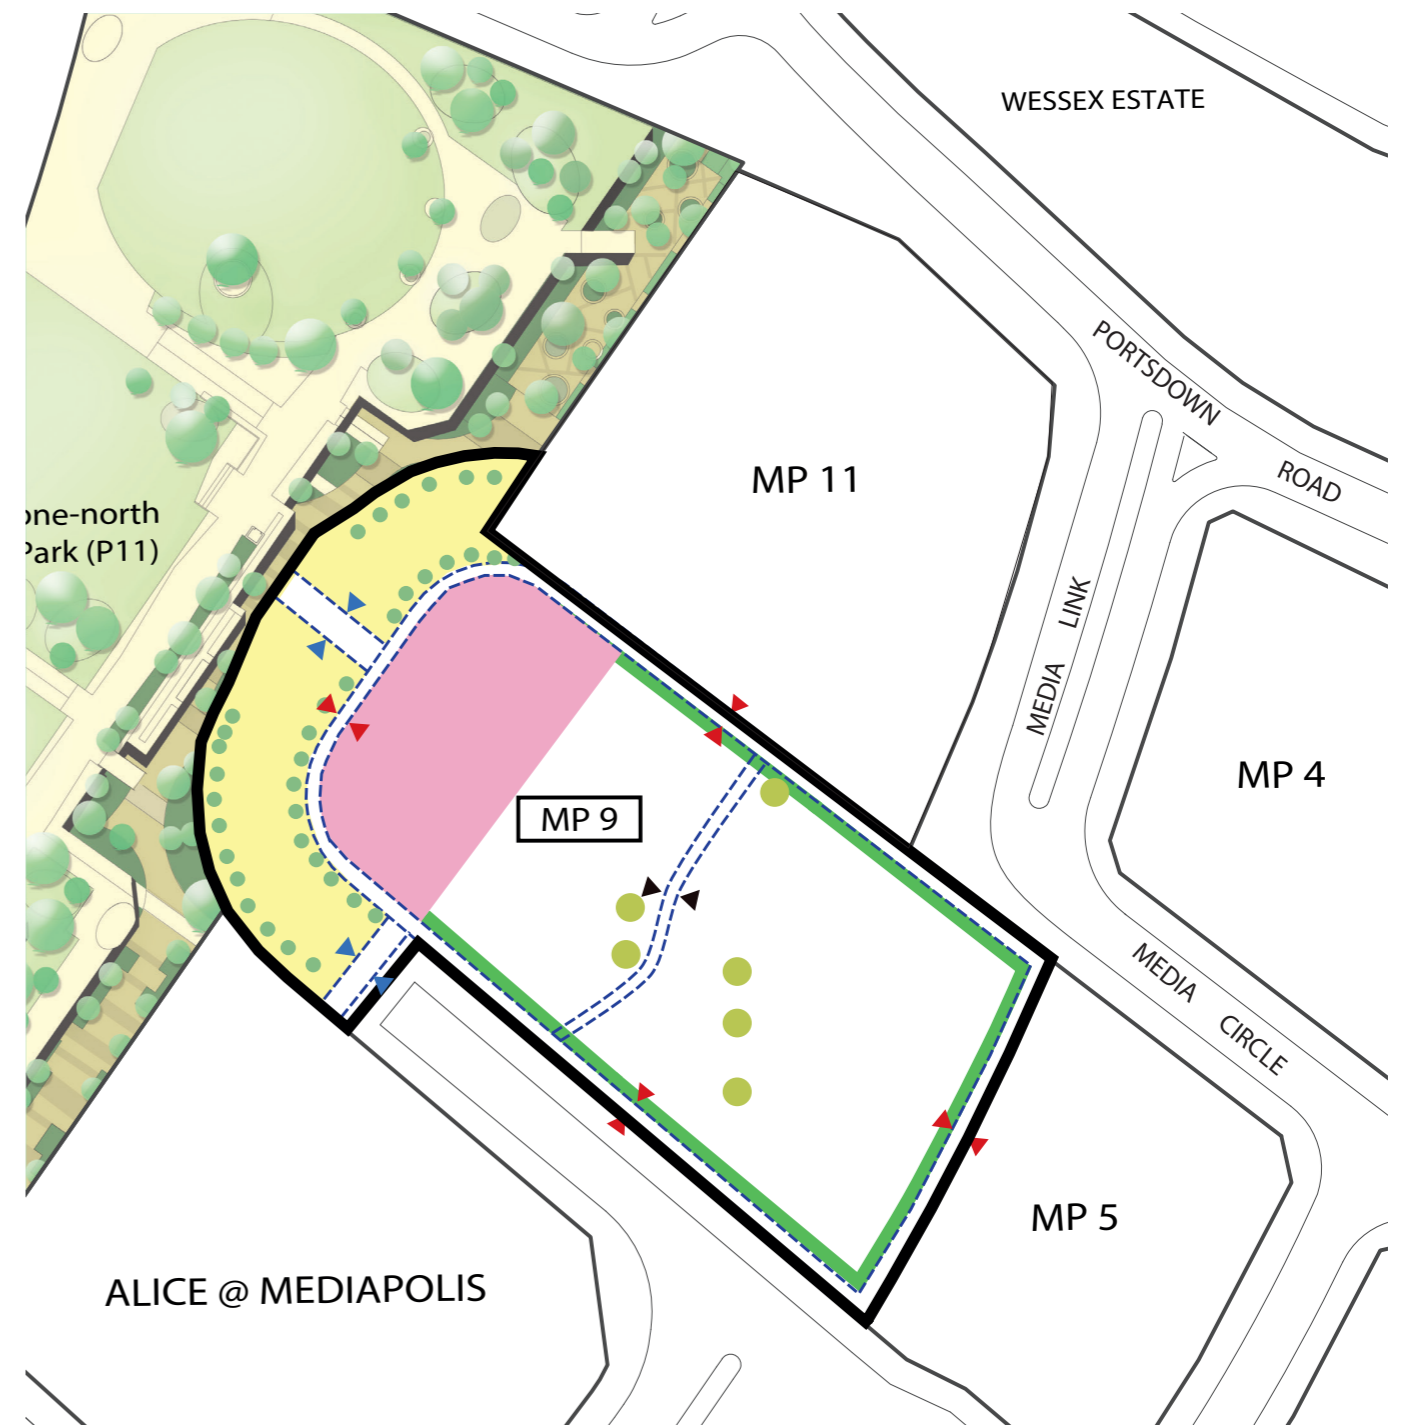 WESSEX ESTATE
PORTSDOWN
ROAD
MP 11
one-north
Park (P11)
MEDIA LINK
MP 4
MP 9
MEDIA CIRCLE
MP 5
ALICE @ MEDIAPOLIS